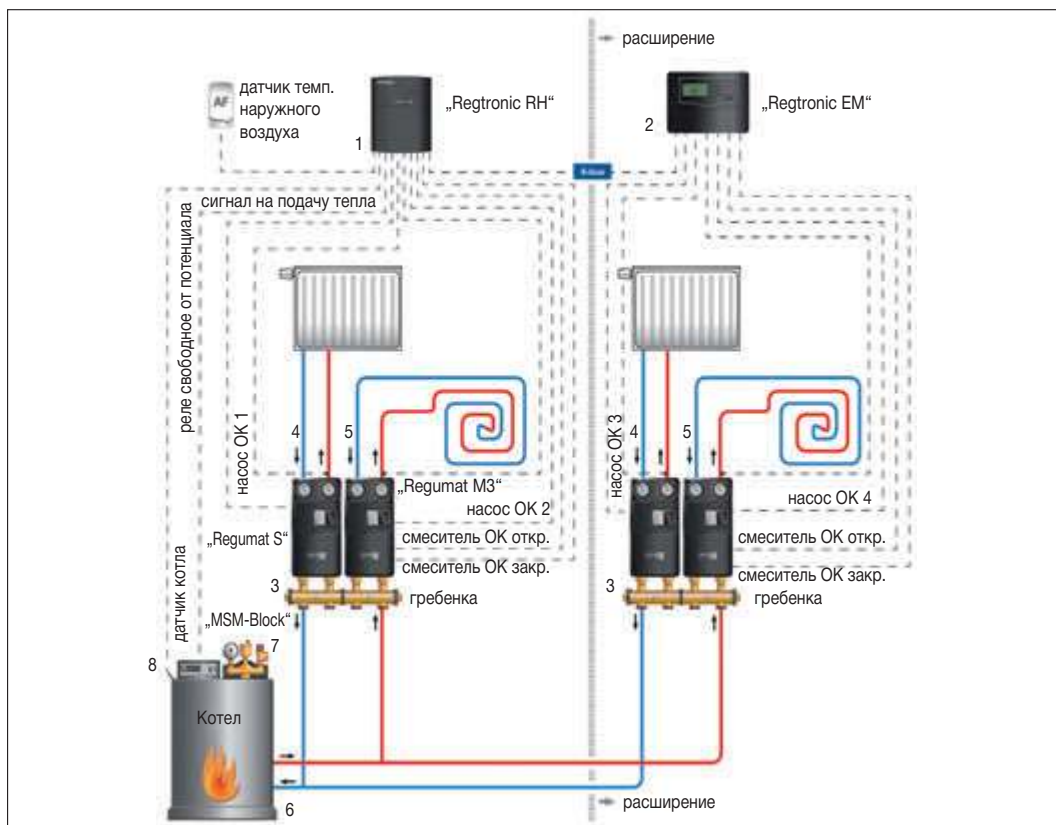 расширение
AF
датчик темп.
наружного
воздуха
1
„Regtronic RH“
2
„Regtronic EM“
сигнал на подачу тепла
реле свободное от потенциала
насос ОК 1
4
5
насос ОК 3
4
5
„Regumat M3“
насос ОК 2
насос ОК 4
„Regumat S“
смеситель ОК откр.
смеситель ОК откр.
смеситель ОК закр.
смеситель ОК закр.
3
гребенка
3
гребенка
датчик котла
„MSM-Block“
7
8
Котел
6
расширение